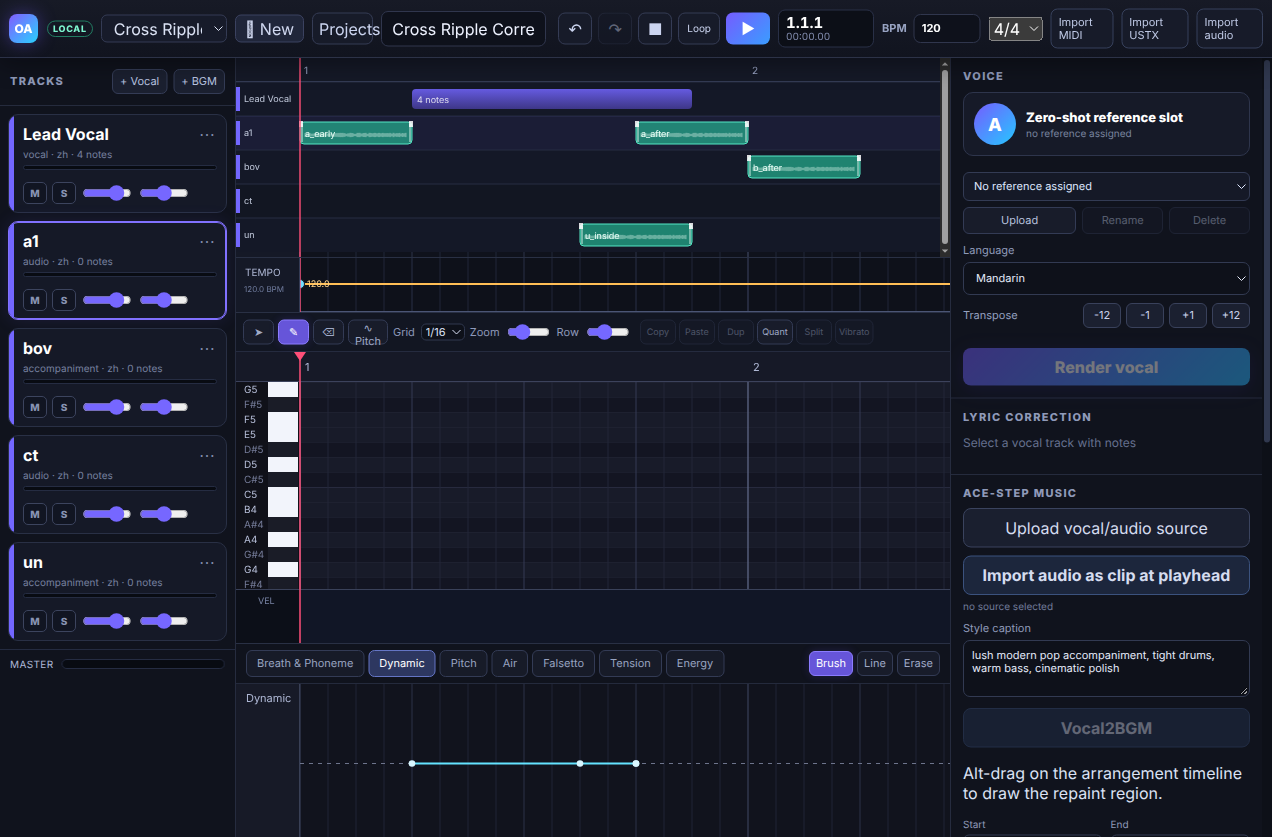 OA
LOCAL
Cross Ripple
New
Projects
Cross Ripple Corre
Loop
1.1.1
00:00.00
BPM
120
4/4
Import MIDI
Import USTX
Import audio
TRACKS
+ Vocal
+ BGM
Lead Vocal
vocal · zh · 4 notes
M
S
a1
audio · zh · 0 notes
M
S
bov
accompaniment · zh · 0 notes
M
S
ct
audio · zh · 0 notes
M
S
un
accompaniment · zh · 0 notes
M
S
MASTER
1
2
Lead Vocal
4 notes
a1
a_early
a_after
bov
b_after
ct
un
u_inside
TEMPO
120.0 BPM
120.0
Pitch
Grid
1/16
Zoom
Row
Copy
Paste
Dup
Quant
Split
Vibrato
1
2
G5
F#5
F5
E5
D#5
D5
C#5
C5
B4
A#4
A4
G#4
G4
F#4
VEL
Breath & Phoneme
Dynamic
Pitch
Air
Falsetto
Tension
Energy
Brush
Line
Erase
Dynamic
VOICE
A
Zero-shot reference slot
no reference assigned
No reference assigned
Upload
Rename
Delete
Language
Mandarin
Transpose
-12
-1
+1
+12
Render vocal
LYRIC CORRECTION
Select a vocal track with notes
ACE-STEP MUSIC
Upload vocal/audio source
Import audio as clip at playhead
no source selected
Style caption
lush modern pop accompaniment, tight drums,
warm bass, cinematic polish
Vocal2BGM
Alt-drag on the arrangement timeline
to draw the repaint region.
Start
End